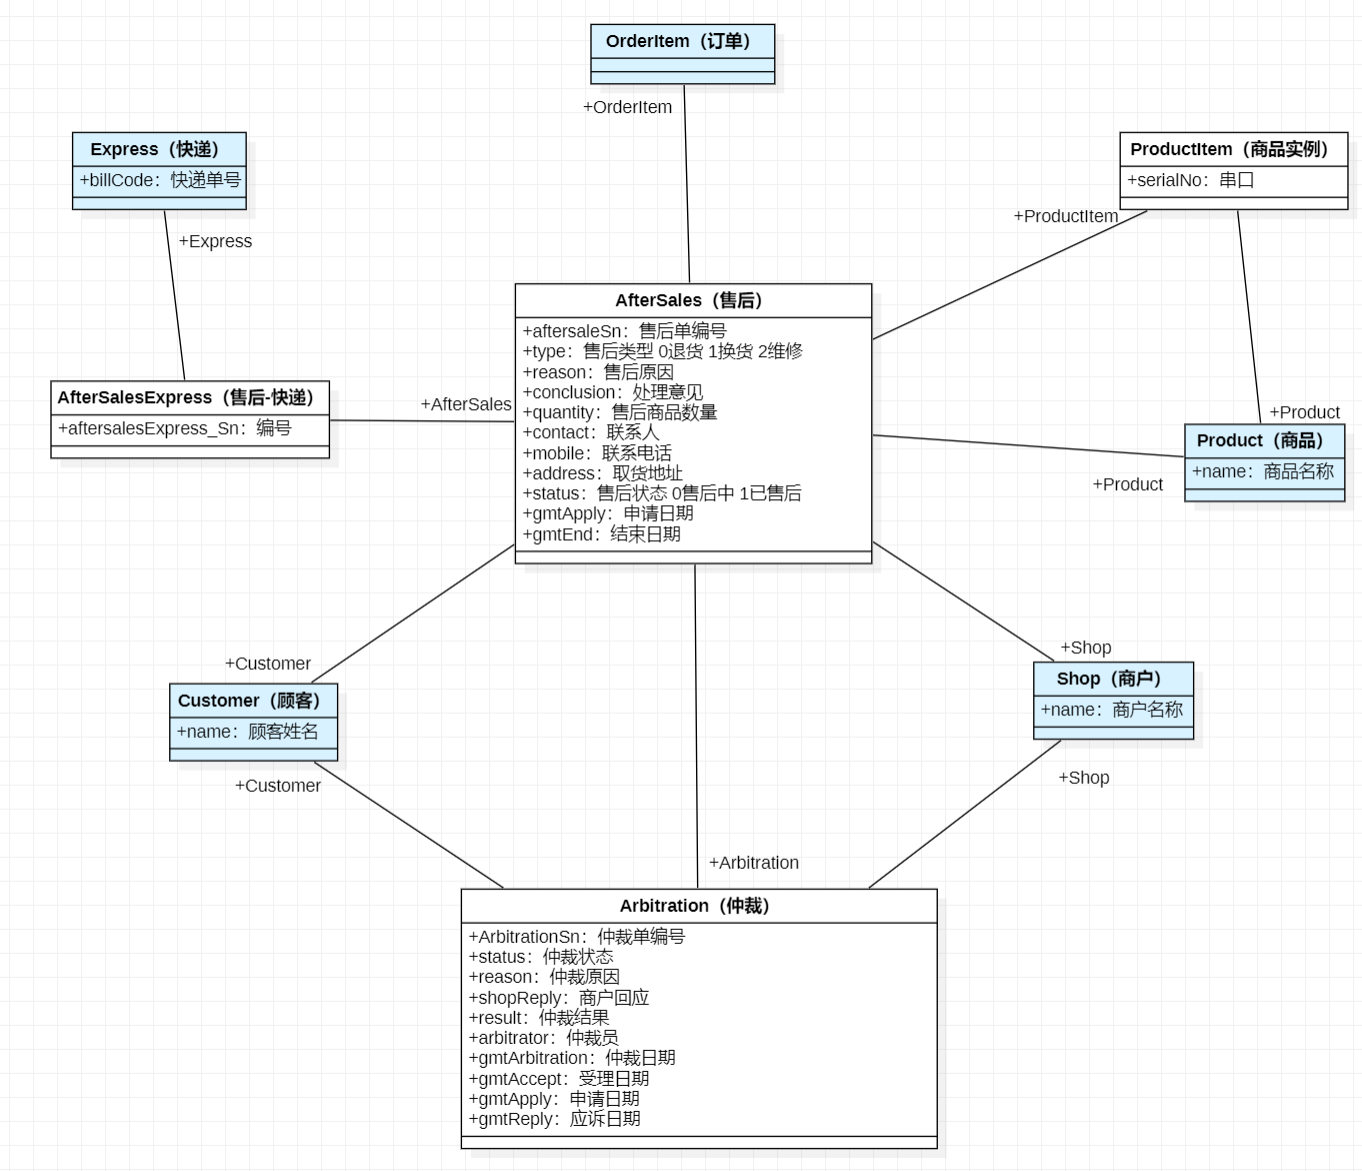 OrderItem（订单）
+OrderItem
Express（快递）
+billCode：快递单号
+Express
ProductItem（商品实例）
+serialNo：串口
+ProductItem
AfterSales（售后）
+aftersaleSn：售后单编号
+type：售后类型 0退货 1换货 2维修
+reason：售后原因
+conclusion：处理意见
+quantity：售后商品数量
+contact：联系人
+mobile：联系电话
+address：取货地址
+status：售后状态 0售后中 1已售后
+gmtApply：申请日期
+gmtEnd：结束日期
AfterSalesExpress（售后-快递）
+aftersalesExpress_Sn：编号
+AfterSales
+Product
Product（商品）
+name：商品名称
+Product
+Customer
Customer（顾客）
+name：顾客姓名
+Customer
+Shop
Shop（商户）
+name：商户名称
+Shop
+Arbitration
Arbitration（仲裁）
+ArbitrationSn：仲裁单编号
+status：仲裁状态
+reason：仲裁原因
+shopReply：商户回应
+result：仲裁结果
+arbitrator：仲裁员
+gmtArbitration：仲裁日期
+gmtAccept：受理日期
+gmtApply：申请日期
+gmtReply：应诉日期